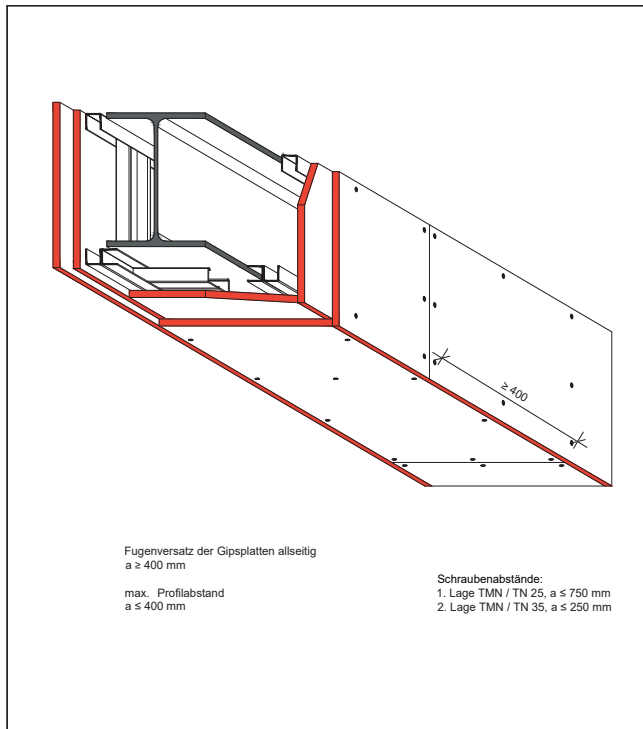 ≥ 400
Fugenversatz der Gipsplatten allseitig
a ≥ 400 mm
max. Profilabstand
a ≤ 400 mm
Schraubenabstände:
1. Lage TMN / TN 25, a ≤ 750 mm
2. Lage TMN / TN 35, a ≤ 250 mm